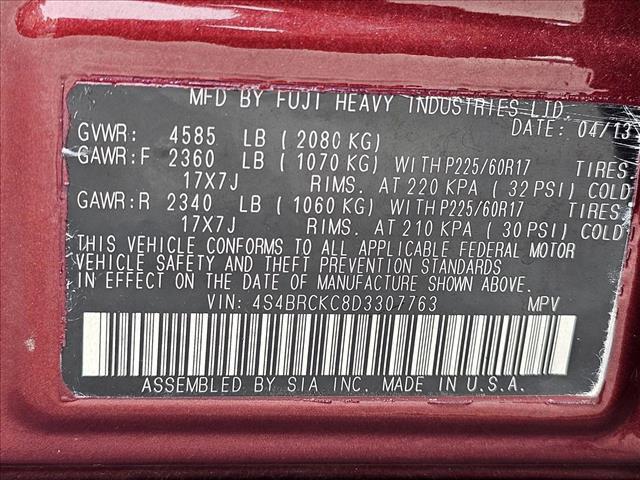 MFD BY FUJI HEAVY INDUSTRIES LTD.
DATE: 04/13
GVWR: 4585 LB ( 2080 KG)
GAWR:F 2360 LB ( 1070 KG) WITH P225/60R17 TIRES.
17X7J RIMS. AT 220 KPA ( 32 PSI) COLD
GAWR:R 2340 LB ( 1060 KG) WITH P225/60R17 TIRES.
17X7J RIMS. AT 210 KPA ( 30 PSI) COLD
THIS VEHICLE CONFORMS TO ALL APPLICABLE FEDERAL MOTOR
VEHICLE SAFETY AND THEFT PREVENTION STANDARDS
IN EFFECT ON THE DATE OF MANUFACTURE SHOWN ABOVE.
VIN: 4S4BRCKC8D3307763 MPV
ASSEMBLED BY SIA INC. MADE IN U.S.A.